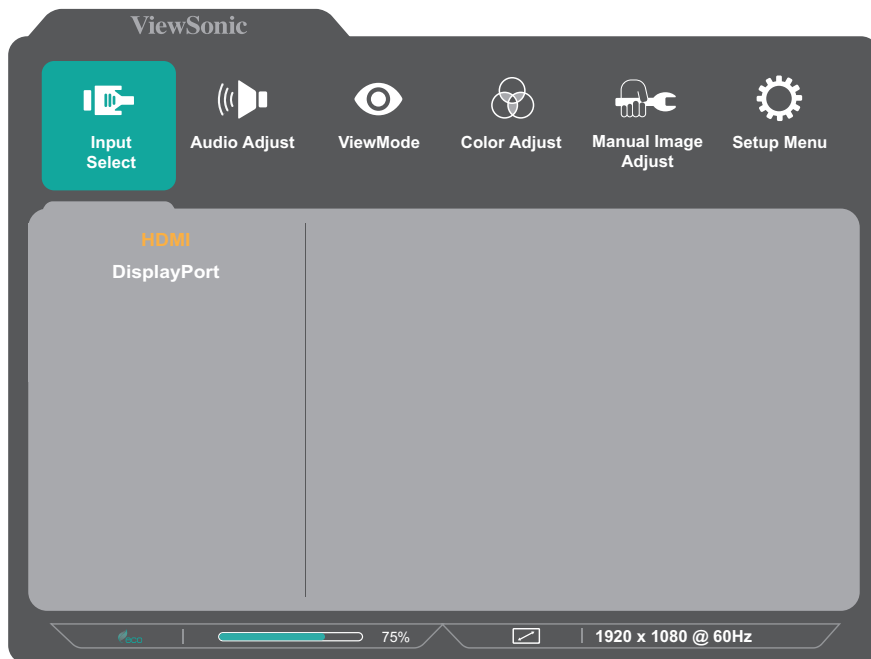 ViewSonic
Input
Select
Audio Adjust
ViewMode
Color Adjust
Manual Image
Adjust
Setup Menu
HDMI
DisplayPort
eco
75%
1920 x 1080 @ 60Hz